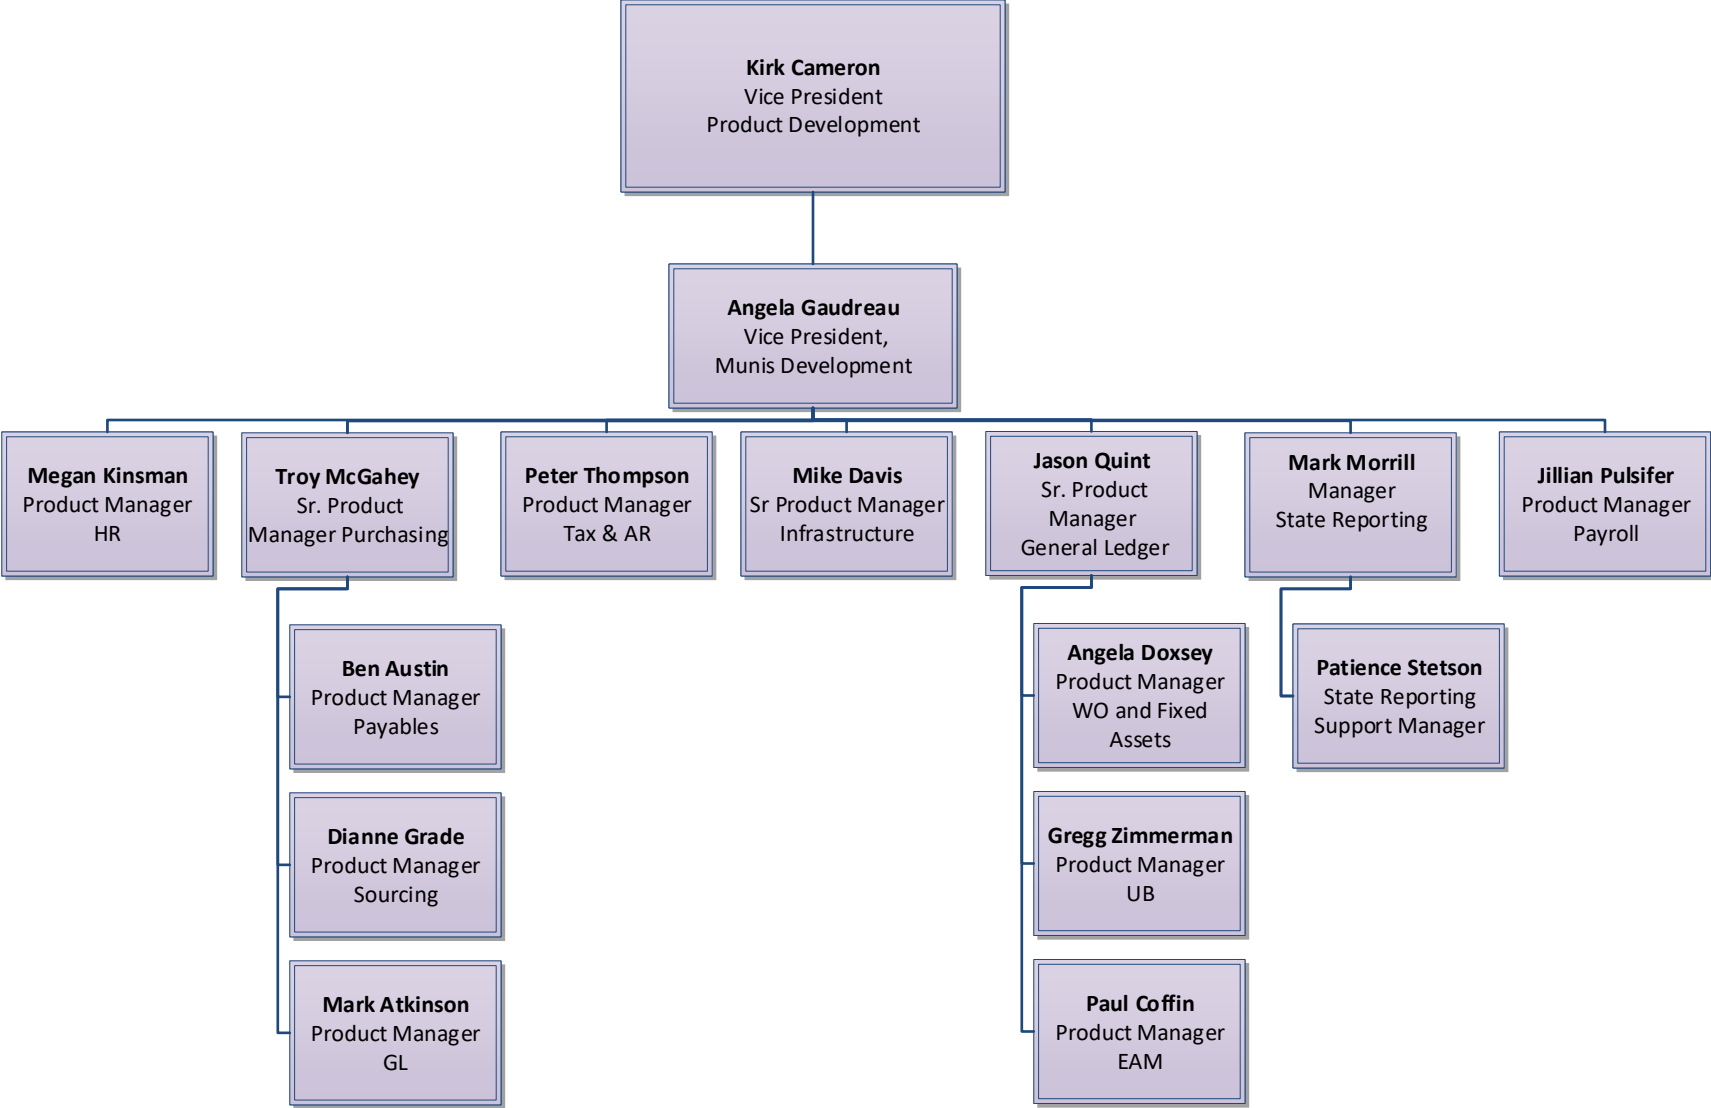 Kirk Cameron
Vice President
Product Development
Angela Gaudreau
Vice President,
Munis Development
Megan Kinsman
Product Manager
HR
Troy McGahey
Sr. Product
Manager Purchasing
Peter Thompson
Product Manager
Tax & AR
Mike Davis
Sr Product Manager
Infrastructure
Jason Quint
Sr. Product
Manager
General Ledger
Mark Morrill
Manager
State Reporting
Jillian Pulsifer
Product Manager
Payroll
Ben Austin
Product Manager
Payables
Dianne Grade
Product Manager
Sourcing
Mark Atkinson
Product Manager
GL
Angela Doxsey
Product Manager
WO and Fixed
Assets
Gregg Zimmerman
Product Manager
UB
Paul Coffin
Product Manager
EAM
Patience Stetson
State Reporting
Support Manager